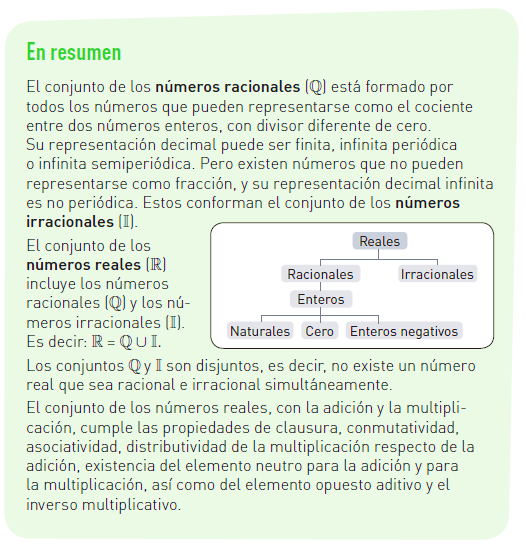 En resumen
El conjunto de los números racionales (ℚ) está formado por
todos los números que pueden representarse como el cociente
entre dos números enteros, con divisor diferente de cero.
Su representación decimal puede ser finita, infinita periódica
o infinita semiperiódica. Pero existen números que no pueden
representarse como fracción, y su representación decimal infinita
es no periódica. Estos conforman el conjunto de los números
irracionales (𝕀).
El conjunto de los
números reales (ℝ)
incluye los números
racionales (ℚ) y los nú-
meros irracionales (𝕀).
Es decir: ℝ = ℚ ∪ 𝕀.
Reales
Racionales Irracionales
Enteros
Naturales Cero Enteros negativos
Los conjuntos ℚ y 𝕀 son disjuntos, es decir, no existe un número
real que sea racional e irracional simultáneamente.
El conjunto de los números reales, con la adición y la multipli-
cación, cumple las propiedades de clausura, conmutatividad,
asociatividad, distributividad de la multiplicación respecto de la
adición, existencia del elemento neutro para la adición y para
la multiplicación, así como del elemento opuesto aditivo y el
inverso multiplicativo.